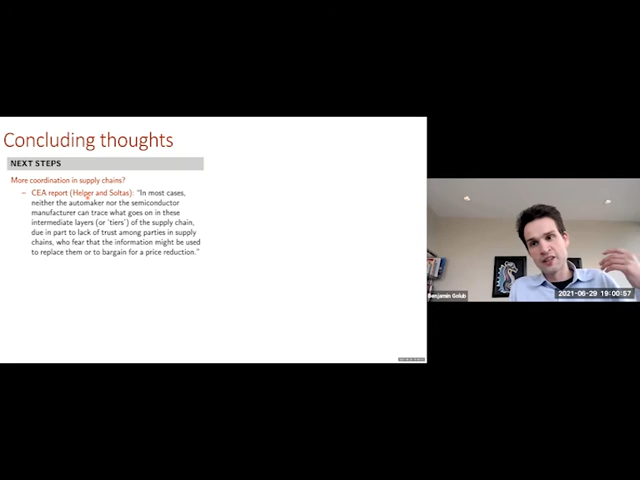 Concluding thoughts
NEXT STEPS
More coordination in supply chains?
– CEA report (Helper and Soltas): "In most cases,
neither the automaker nor the semiconductor
manufacturer can trace what goes on in these
intermediate layers (or 'tiers') of the supply chain,
due in part to lack of trust among parties in supply
chains, who fear that the information might be used
to replace them or to bargain for a price reduction."
Benjamin Golub
2021-06-29 19:00:57